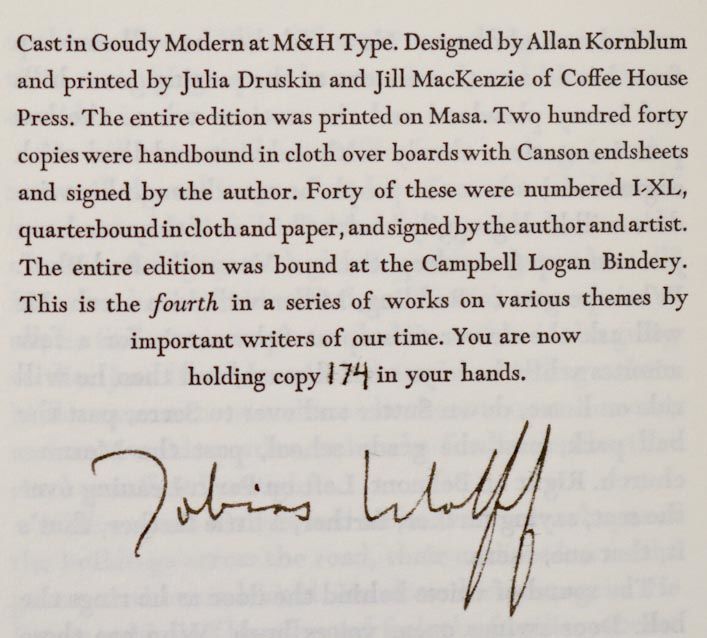 Cast in Goudy Modern at M&H Type. Designed by Allan Kornblum
and printed by Julia Druskin and Jill MacKenzie of Coffee House
Press. The entire edition was printed on Masa. Two hundred forty
copies were handbound in cloth over boards with Canson endsheets
and signed by the author. Forty of these were numbered I-XL,
quarterbound in cloth and paper, and signed by the author and artist.
The entire edition was bound at the Campbell Logan Bindery.
This is the fourth in a series of works on various themes by
important writers of our time. You are now
holding copy 174 in your hands.
Tobias Wolff